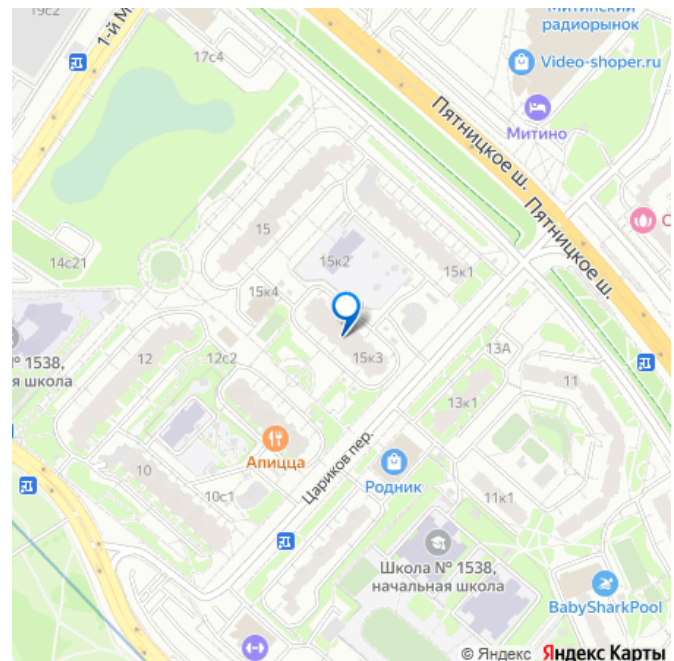 19с2
1-й М
17с4
Митинский
радиорынок
Video-shoper.ru
Митино
Пятницкое ш.
Пятницкое ш.
С
15
15к2
15к1
14с21
15к4
№ 1538,
я школа
12
12с2
15к3
13А
11
13к1
Апицца
Цариков пер.
Родник
10
10с1
11к1
Школа № 1538,
начальная школа
BabySharkPool
© Яндекс Яндекс Карты